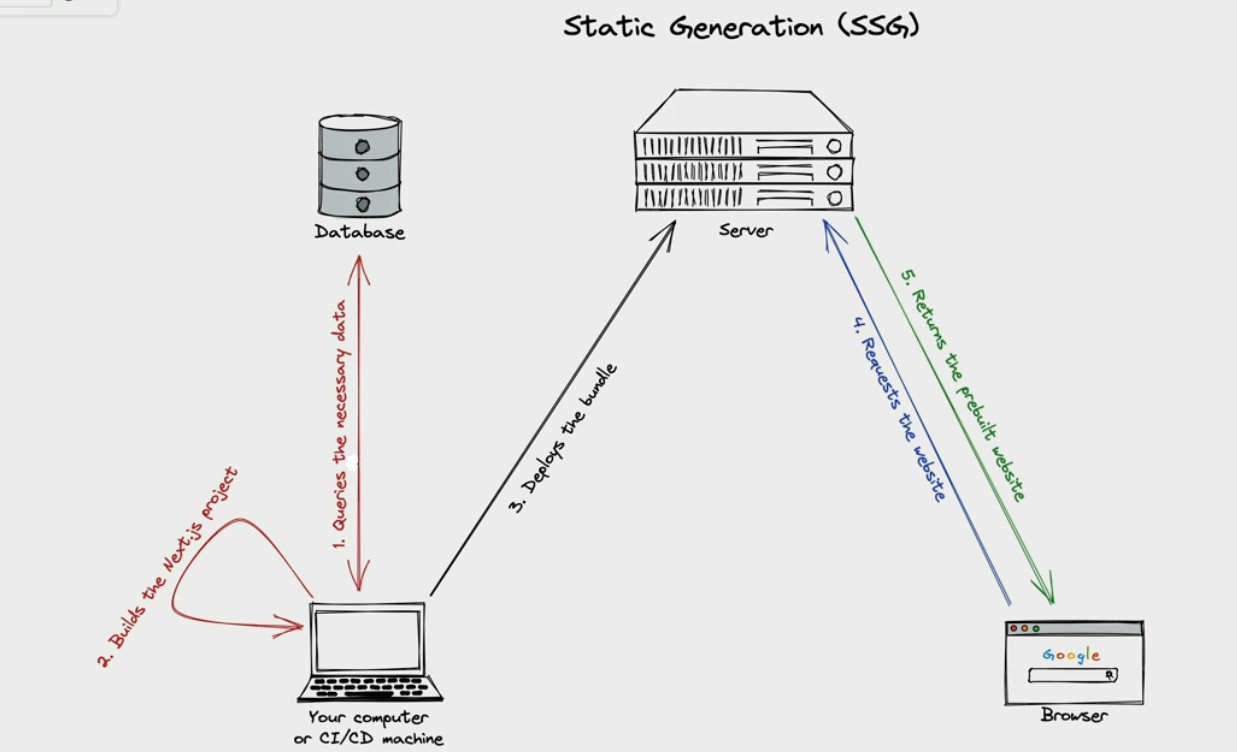 Static Generation (SSG)
Database
Server
1. Queries the necessary data
2. Builds the Next.js project
3. Deploys the bundle
4. Requests the website
5. Returns the prebuilt website
Your computer
or CI/CD machine
Google
Browser